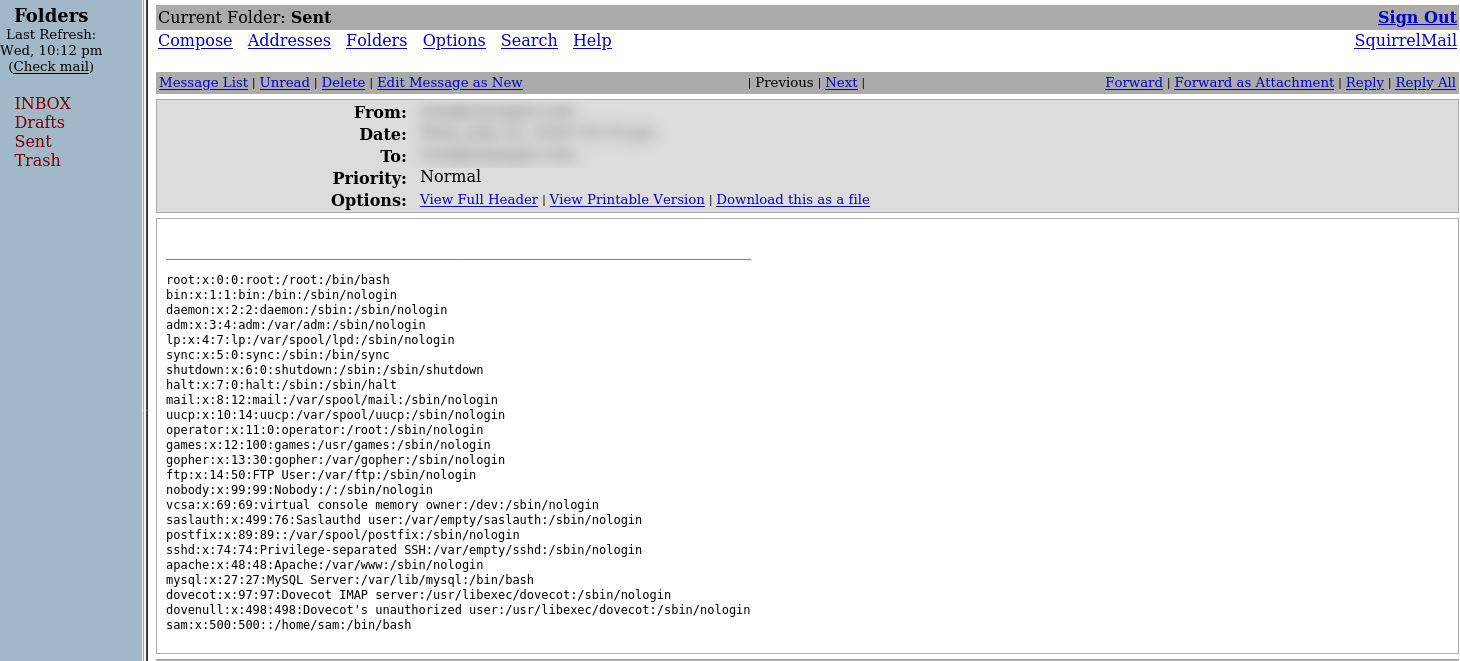 Folders
Last Refresh:
Wed, 10:12 pm
(Check mail)
INBOX
Drafts
Sent
Trash
Current Folder: Sent Sign Out
Compose Addresses Folders Options Search Help SquirrelMail
Message List | Unread | Delete | Edit Message as New | Previous | Next | Forward | Forward as Attachment | Reply | Reply All
From:
Date:
To:
Priority: Normal
Options: View Full Header | View Printable Version | Download this as a file
root:x:0:0:root:/root:/bin/bash
bin:x:1:1:bin:/bin:/sbin/nologin
daemon:x:2:2:daemon:/sbin:/sbin/nologin
adm:x:3:4:adm:/var/adm:/sbin/nologin
lp:x:4:7:lp:/var/spool/lpd:/sbin/nologin
sync:x:5:0:sync:/sbin:/bin/sync
shutdown:x:6:0:shutdown:/sbin:/sbin/shutdown
halt:x:7:0:halt:/sbin:/sbin/halt
mail:x:8:12:mail:/var/spool/mail:/sbin/nologin
uucp:x:10:14:uucp:/var/spool/uucp:/sbin/nologin
operator:x:11:0:operator:/root:/sbin/nologin
games:x:12:100:games:/usr/games:/sbin/nologin
gopher:x:13:30:gopher:/var/gopher:/sbin/nologin
ftp:x:14:50:FTP User:/var/ftp:/sbin/nologin
nobody:x:99:99:Nobody:/:/sbin/nologin
vcsa:x:69:69:virtual console memory owner:/dev:/sbin/nologin
saslauth:x:499:76:Saslauthd user:/var/empty/saslauth:/sbin/nologin
postfix:x:89:89::/var/spool/postfix:/sbin/nologin
sshd:x:74:74:Privilege-separated SSH:/var/empty/sshd:/sbin/nologin
apache:x:48:48:Apache:/var/www:/sbin/nologin
mysql:x:27:27:MySQL Server:/var/lib/mysql:/bin/bash
dovecot:x:97:97:Dovecot IMAP server:/usr/libexec/dovecot:/sbin/nologin
dovenull:x:498:498:Dovecot's unauthorized user:/usr/libexec/dovecot:/sbin/nologin
sam:x:500:500::/home/sam:/bin/bash